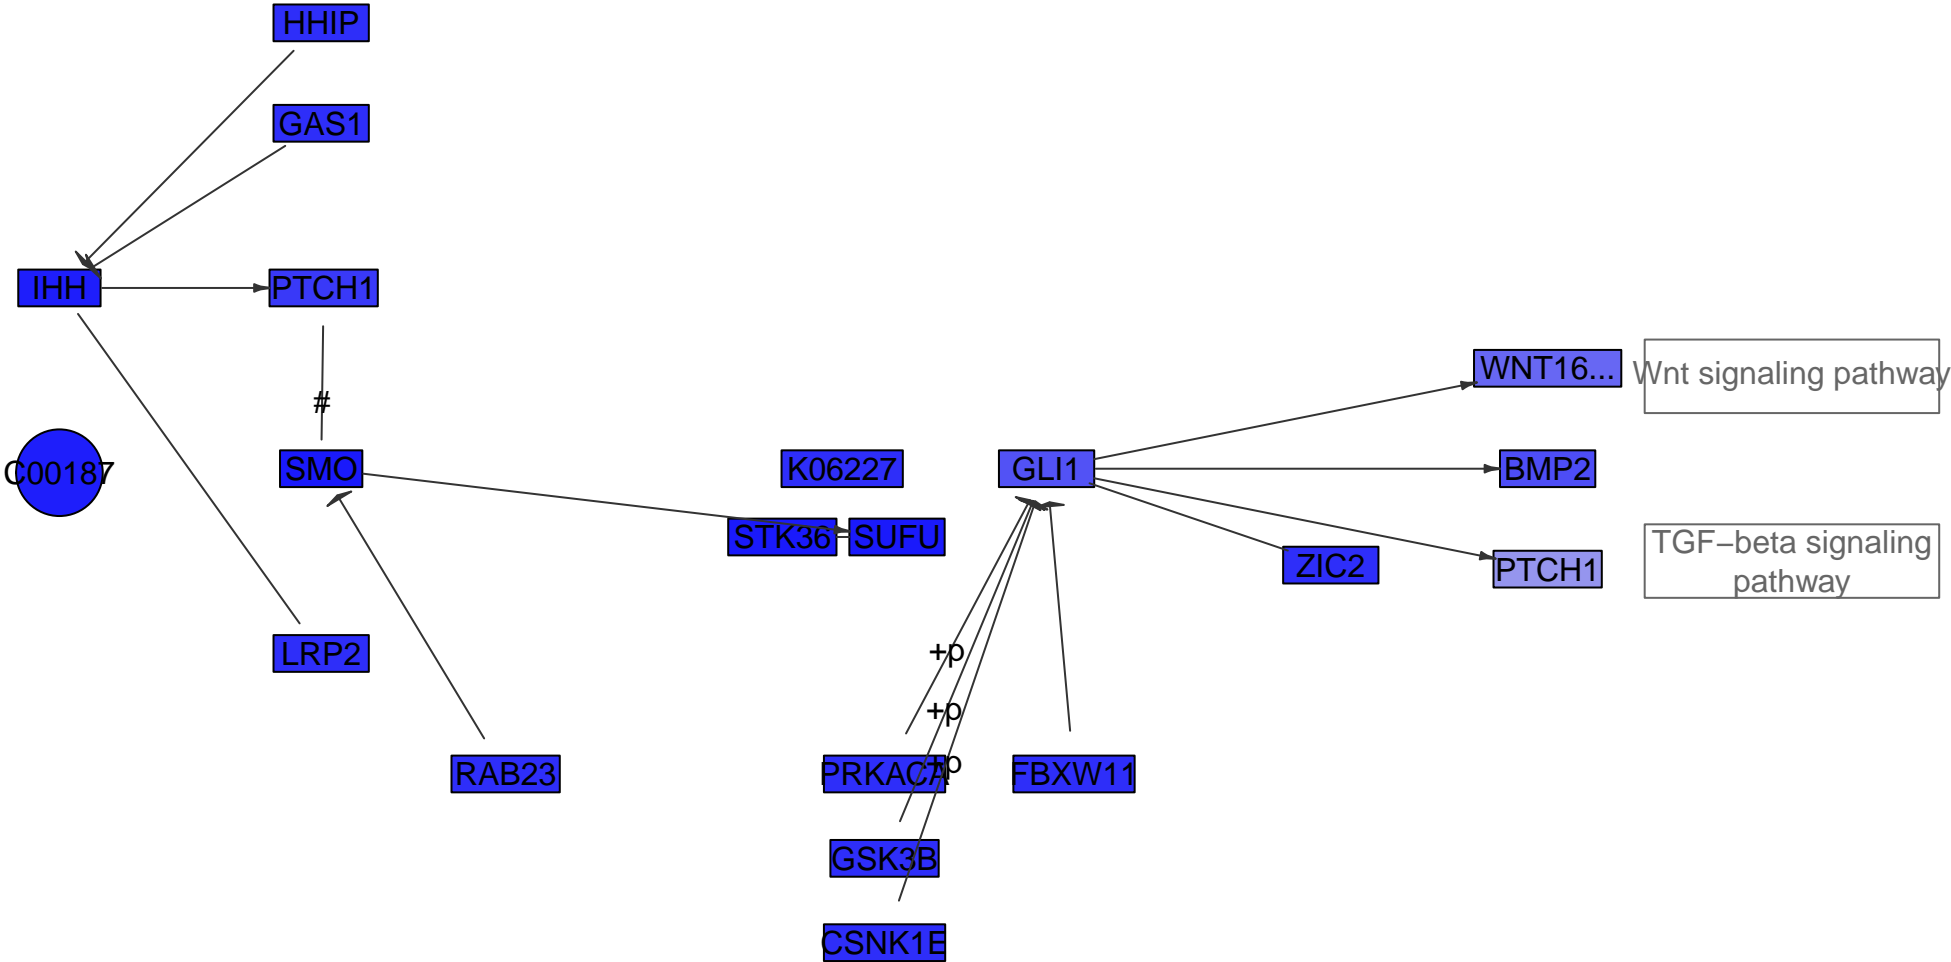 HHIP
GAS1
IHH
PTCH1
WNT16...
Wnt signaling pathway
#
C00187
SMO
K06227
GLI1
BMP2
STK36
SUFU
ZIC2
PTCH1
TGF−beta signaling
pathway
LRP2
+p
+p
+p
RAB23
PRKACA
FBXW11
GSK3B
CSNK1E